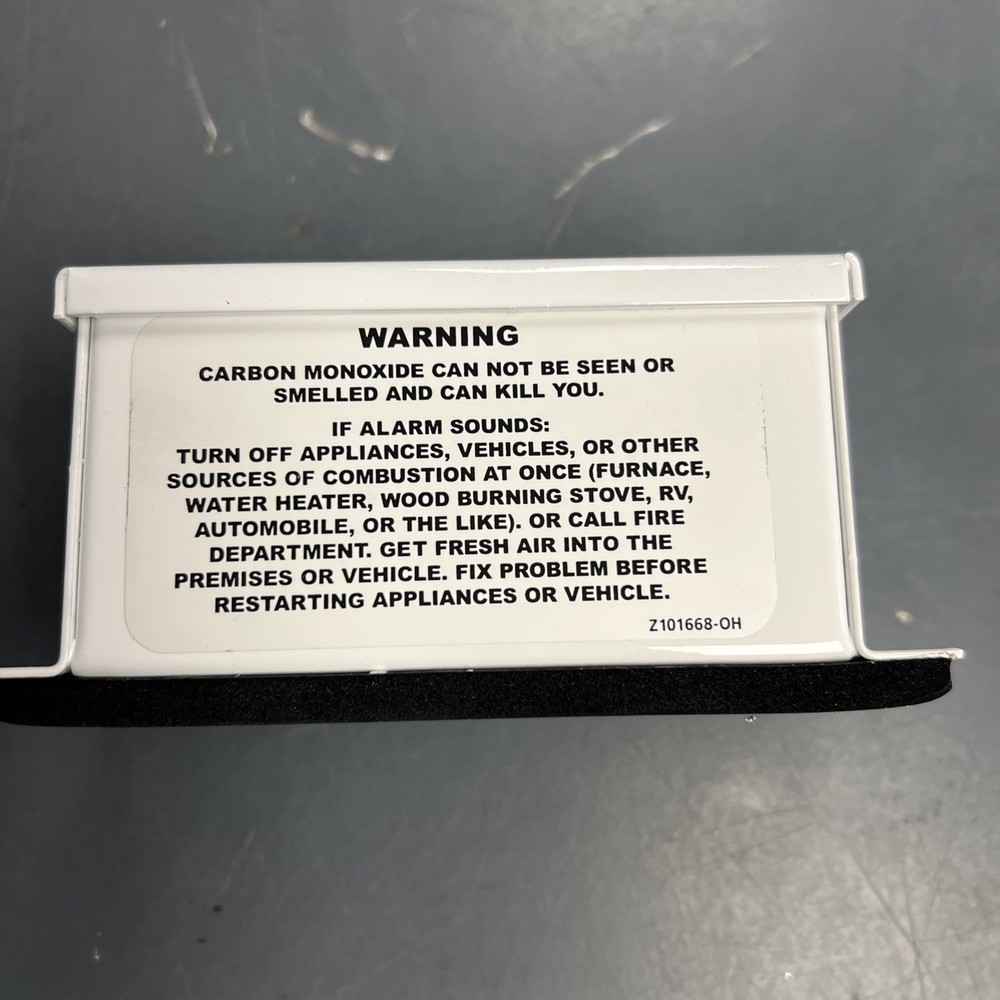 WARNING
CARBON MONOXIDE CAN NOT BE SEEN OR
SMELLED AND CAN KILL YOU.
IF ALARM SOUNDS:
TURN OFF APPLIANCES, VEHICLES, OR OTHER
SOURCES OF COMBUSTION AT ONCE (FURNACE,
WATER HEATER, WOOD BURNING STOVE, RV,
AUTOMOBILE, OR THE LIKE). OR CALL FIRE
DEPARTMENT. GET FRESH AIR INTO THE
PREMISES OR VEHICLE. FIX PROBLEM BEFORE
RESTARTING APPLIANCES OR VEHICLE.
Z101668-OH